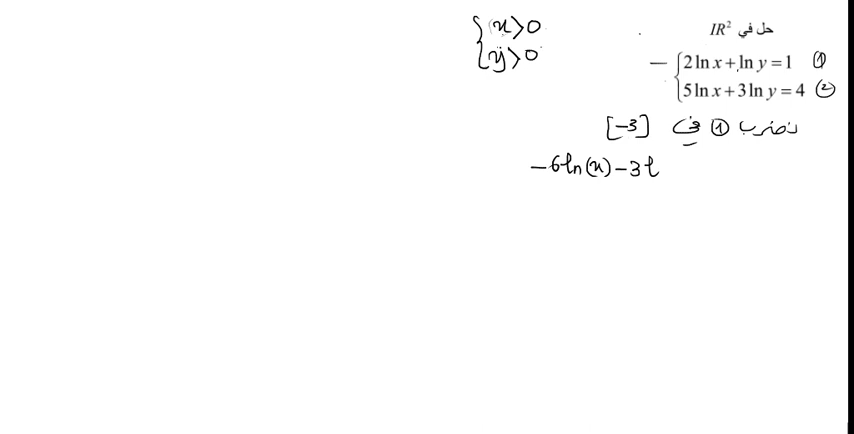 حل في IR²
{x>0
{y>0
{2 ln x + ln y = 1 ①
{5 ln x + 3 ln y = 4 ②
نضرب ① في [-3]
-6ln(x)-3l